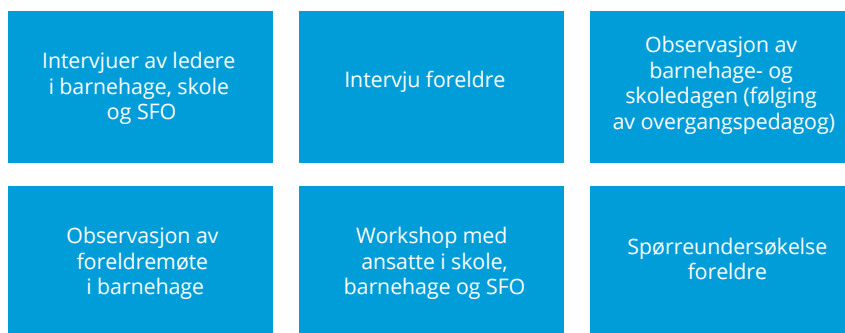 Intervjuer av ledere
i barnehage, skole
og SFO
Intervju foreldre
Observasjon av
barnehage- og
skoledagen (følging
av overgangspedagog)
Observasjon av
foreldremøte
i barnehage
Workshop med
ansatte i skole,
barnehage og SFO
Spørreundersøkelse
foreldre